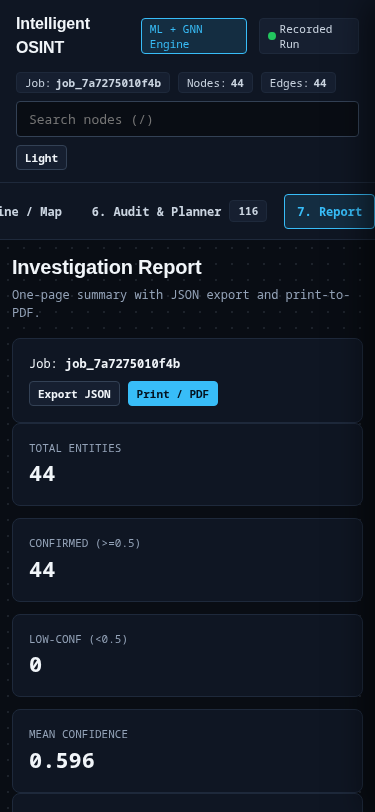 Intelligent
OSINT
ML + GNN
Engine
Recorded
Run
Job: job_7a7275010f4b
Nodes: 44
Edges: 44
Search nodes (/)
Light
ine / Map
6. Audit & Planner 116
7. Report
Investigation Report
One-page summary with JSON export and print-to-
PDF.
Job: job_7a7275010f4b
Export JSON
Print / PDF
TOTAL ENTITIES
44
CONFIRMED (>=0.5)
44
LOW-CONF (<0.5)
0
MEAN CONFIDENCE
0.596